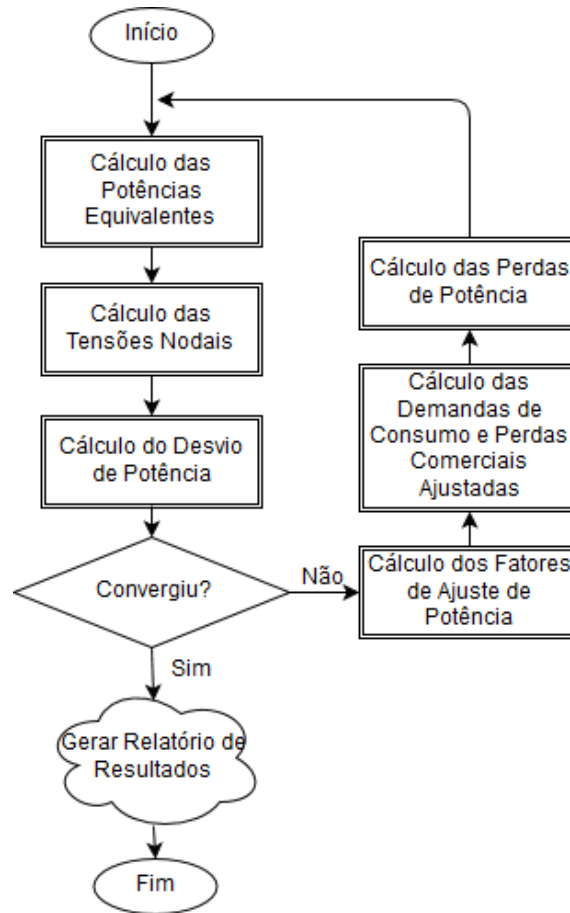 Início
Cálculo das
Potências
Equivalentes
Cálculo das
Tensões Nodais
Cálculo do Desvio
de Potência
Convergiu?
Não
Sim
Gerar Relatório de
Resultados
Fim
Cálculo das Perdas
de Potência
Cálculo das
Demandas de
Consumo e Perdas
Comerciais
Ajustadas
Cálculo dos Fatores
de Ajuste de
Potência